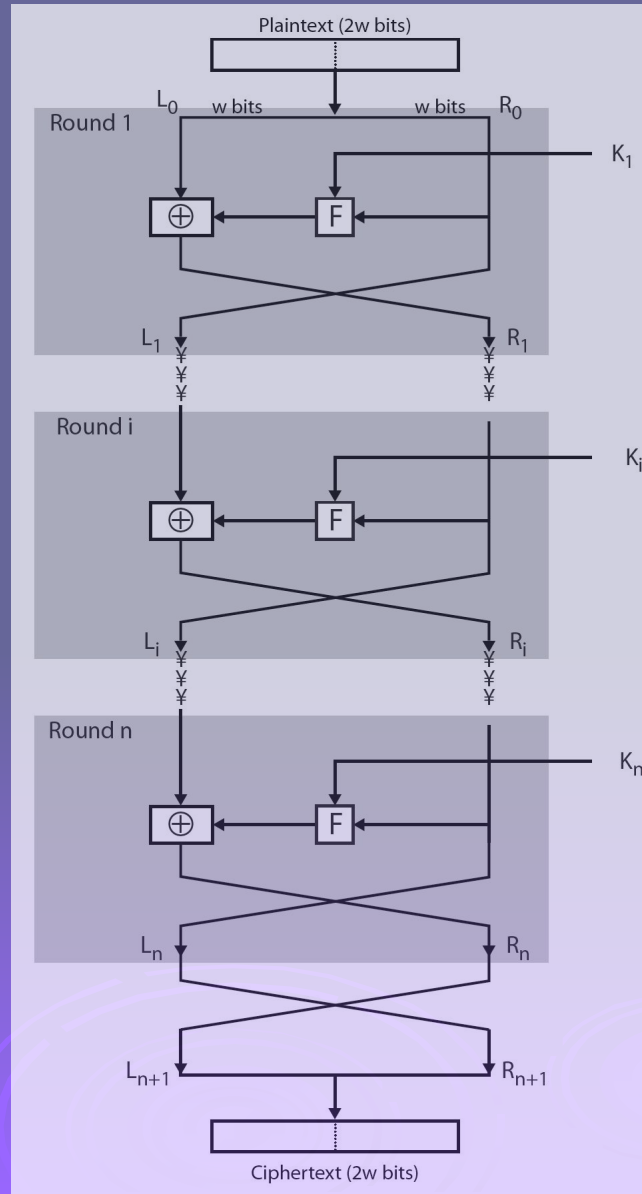 Plaintext (2w bits)
L₀ w bits w bits R₀
Round 1
K₁
⊕ F
L₁ R₁
¥ ¥
¥ ¥
¥ ¥
Round i
Kᵢ
⊕ F
Lᵢ Rᵢ
¥ ¥
¥ ¥
¥ ¥
Round n
Kₙ
⊕ F
Lₙ Rₙ
Lₙ₊₁ Rₙ₊₁
Ciphertext (2w bits)